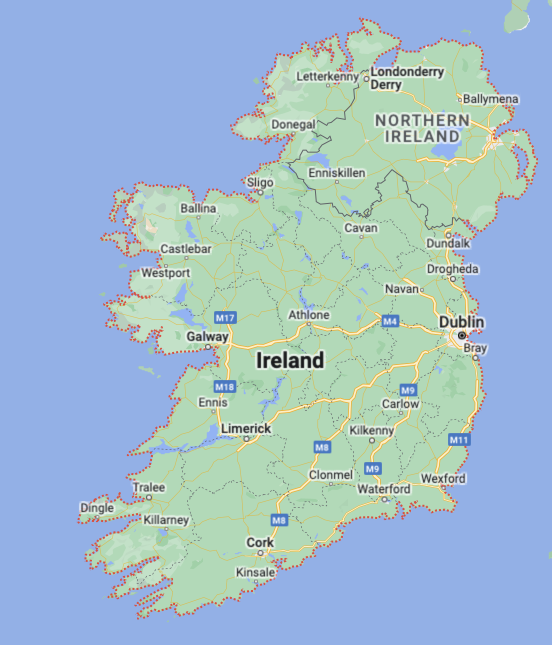 Letterkenny
Londonderry
Derry
Ballymena
Donegal
NORTHERN
IRELAND
Enniskillen
Sligo
Ballina
Cavan
Dundalk
Castlebar
Westport
Drogheda
Navan
M17
Athlone
M4
Dublin
Galway
Bray
Ireland
M18
M9
Ennis
Carlow
Limerick
Kilkenny
M11
M8
M9
Clonmel
Wexford
Tralee
Waterford
Dingle
Killarney
M8
Cork
Kinsale